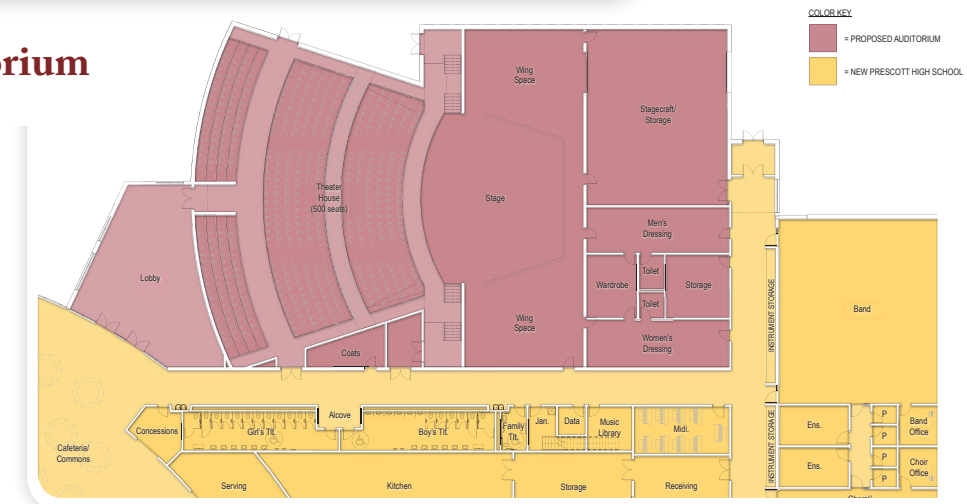 orium
COLOR KEY
= PROPOSED AUDITORIUM
= NEW PRESCOTT HIGH SCHOOL
Wing
Space
Stagecraft/
Storage
Theater
House
(500 seats)
Stage
Men's
Dressing
Lobby
Wardrobe
Toilet
Storage
Toilet
INSTRUMENT STORAGE
Band
Wing
Space
Women's
Dressing
Coats
Concessions
Girl's Tlt.
Alcove
Boy's Tlt.
Family
Tlt.
Jan.
Data
Music
Library
Midi.
INSTRUMENT STORAGE
Ens.
P
Band
Office
P
Cafeteria/
Commons
Ens.
P
Choir
Office
P
Serving
Kitchen
Storage
Receiving
Choral/